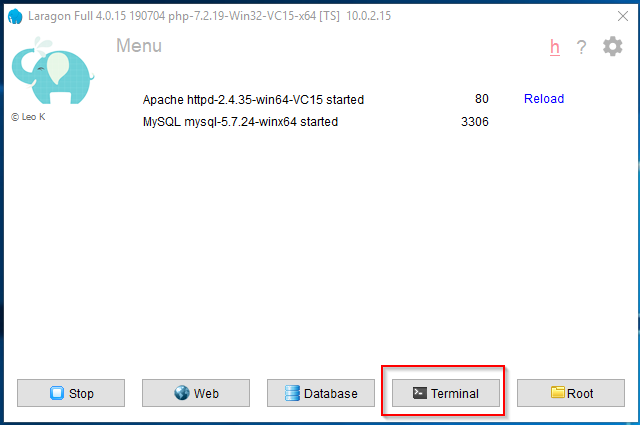 Laragon Full 4.0.15 190704 php-7.2.19-Win32-VC15-x64 [TS] 10.0.2.15
Menu
h ?
© Leo K
Apache httpd-2.4.35-win64-VC15 started 80 Reload
MySQL mysql-5.7.24-winx64 started 3306
Stop Web Database Terminal Root